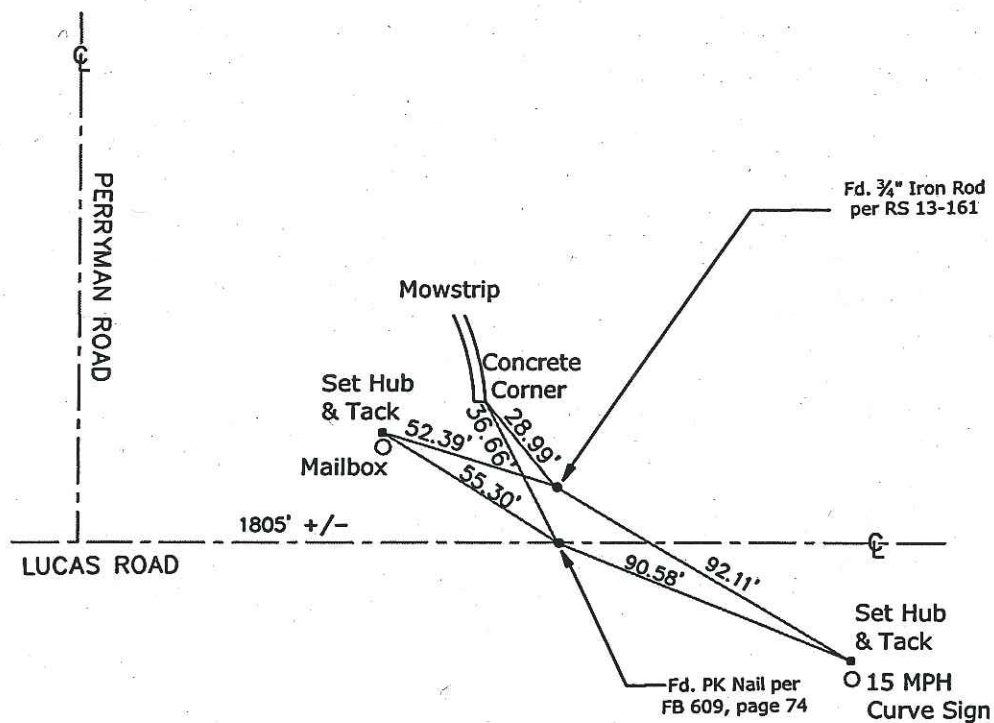 ℄
PERRYMAN ROAD
Fd. ¾" Iron Rod
per RS 13-161
Mowstrip
Concrete
Corner
Set Hub
& Tack
Mailbox
52.39'
36.66'
28.99'
55.30'
1805' +/-
LUCAS ROAD
℄
90.58'
92.11'
Set Hub
& Tack
15 MPH
Curve Sign
Fd. PK Nail per
FB 609, page 74